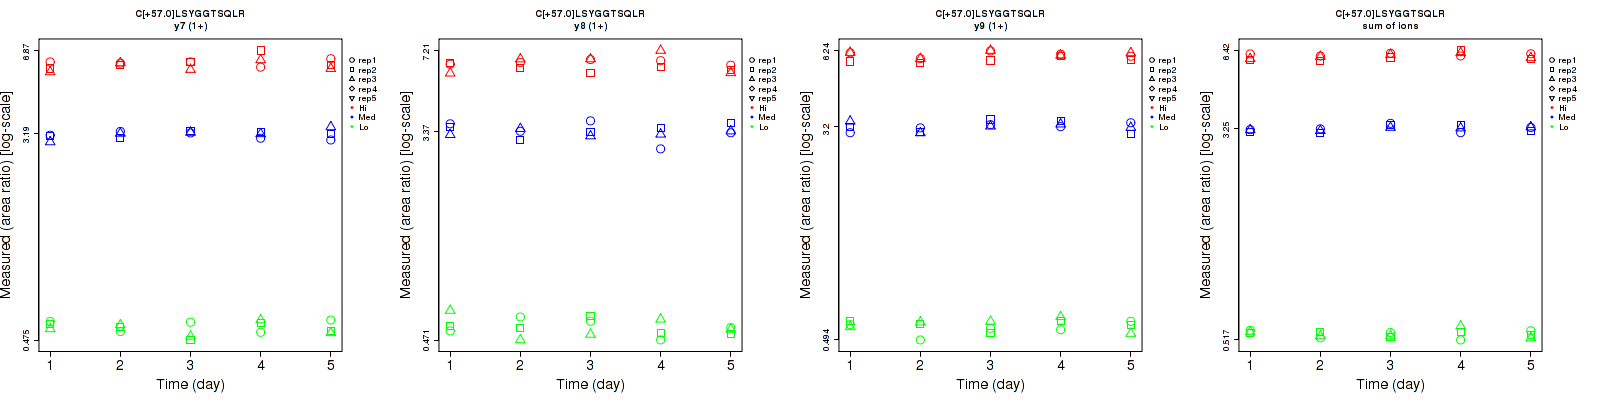 C[+57.0]LSYGGTSQLR
y7 (1+)
Measured (area ratio) [log-scale]
6.87
3.19
0.475
1 2 3 4 5
Time (day)
rep1
rep2
rep3
rep4
rep5
Hi
Med
Lo
C[+57.0]LSYGGTSQLR
y8 (1+)
Measured (area ratio) [log-scale]
7.21
3.37
0.471
1 2 3 4 5
Time (day)
rep1
rep2
rep3
rep4
rep5
Hi
Med
Lo
C[+57.0]LSYGGTSQLR
y9 (1+)
Measured (area ratio) [log-scale]
6.24
3.2
0.494
1 2 3 4 5
Time (day)
rep1
rep2
rep3
rep4
rep5
Hi
Med
Lo
C[+57.0]LSYGGTSQLR
sum of ions
Measured (area ratio) [log-scale]
6.42
3.25
0.517
1 2 3 4 5
Time (day)
rep1
rep2
rep3
rep4
rep5
Hi
Med
Lo